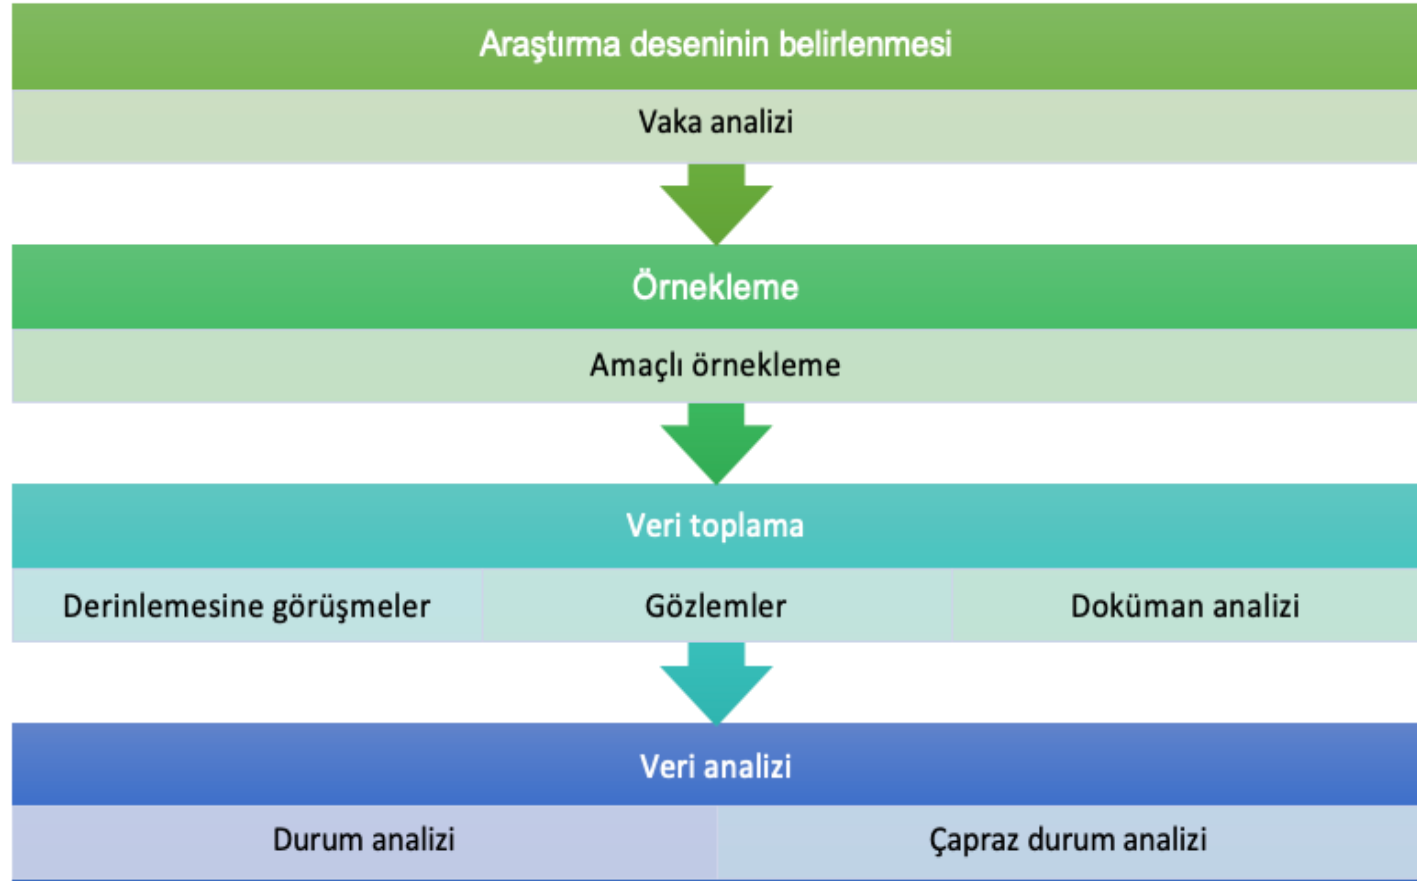 Araştırma deseninin belirlenmesi
Vaka analizi
Örnekleme
Amaçlı örnekleme
Veri toplama
Derinlemesine görüşmeler
Gözlemler
Doküman analizi
Veri analizi
Durum analizi
Çapraz durum analizi